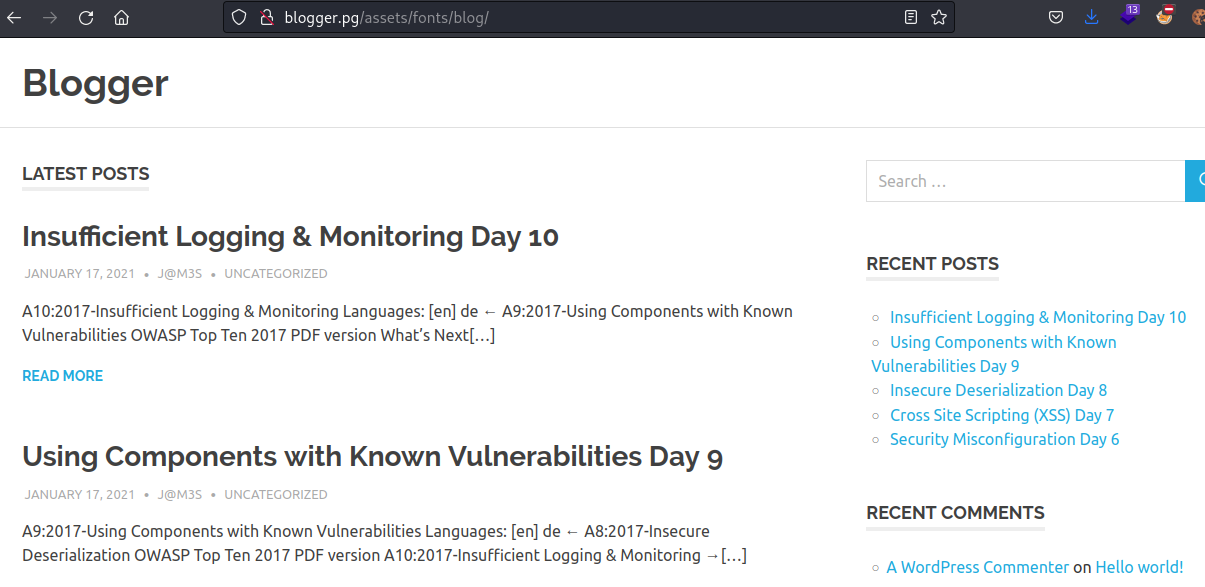 blogger.pg/assets/fonts/blog/
13
Blogger
LATEST POSTS
Insufficient Logging & Monitoring Day 10
JANUARY 17, 2021 • J@M3S • UNCATEGORIZED
A10:2017-Insufficient Logging & Monitoring Languages: [en] de ← A9:2017-Using Components with Known
Vulnerabilities OWASP Top Ten 2017 PDF version What’s Next[…]
READ MORE
Using Components with Known Vulnerabilities Day 9
JANUARY 17, 2021 • J@M3S • UNCATEGORIZED
A9:2017-Using Components with Known Vulnerabilities Languages: [en] de ← A8:2017-Insecure
Deserialization OWASP Top Ten 2017 PDF version A10:2017-Insufficient Logging & Monitoring →[…]
Search …
RECENT POSTS
Insufficient Logging & Monitoring Day 10
Using Components with Known
Vulnerabilities Day 9
Insecure Deserialization Day 8
Cross Site Scripting (XSS) Day 7
Security Misconfiguration Day 6
RECENT COMMENTS
A WordPress Commenter on Hello world!